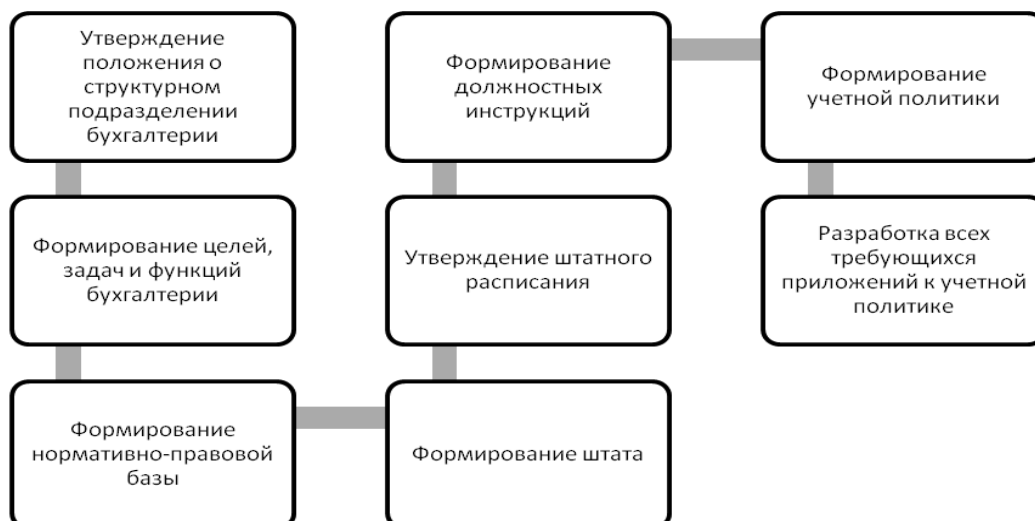 Утверждение
положения о
структурном
подразделении
бухгалтерии
Формирование целей,
задач и функций
бухгалтерии
Формирование
нормативно-правовой
базы
Формирование штата
Утверждение штатного
расписания
Формирование
должностных
инструкций
Формирование
учетной политики
Разработка всех
требующихся
приложений к учетной
политике